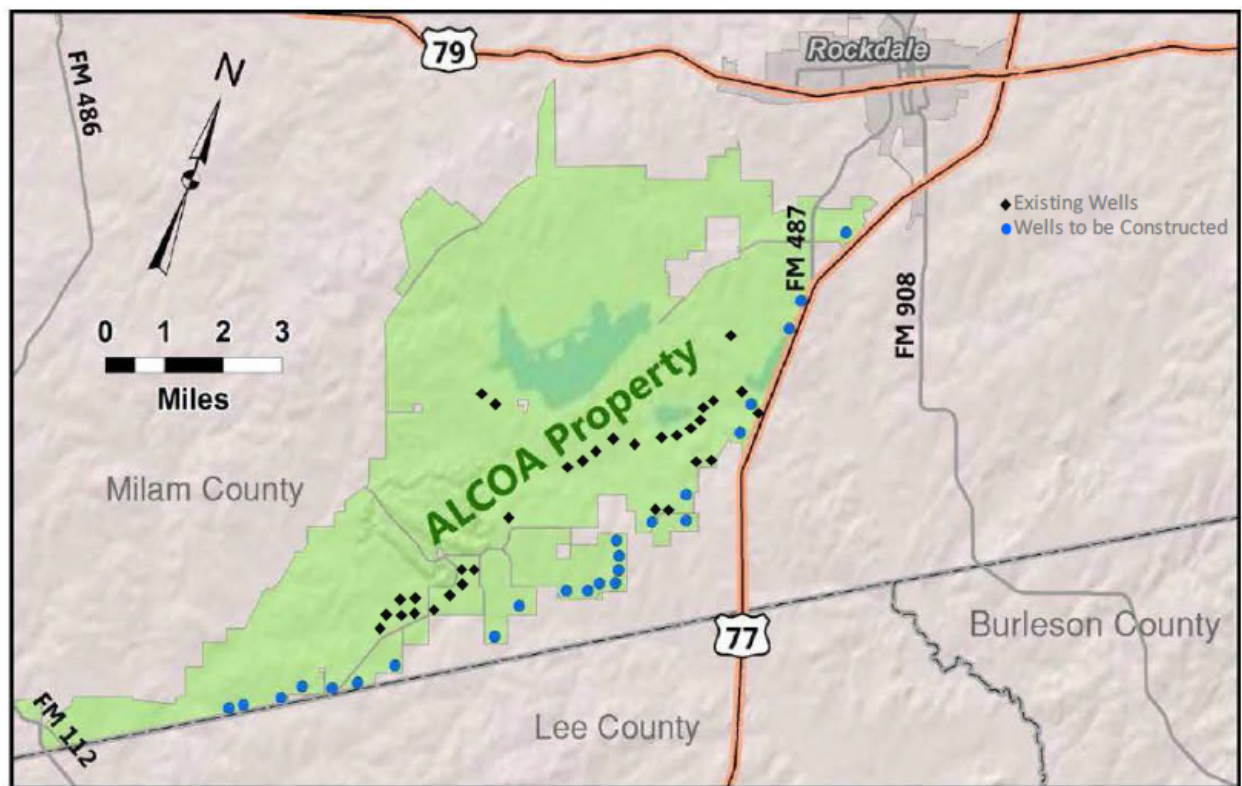 79
Rockdale
FM 486
N
Existing Wells
Wells to be Constructed
FM 487
FM 908
0 1 2 3
Miles
ALCOA Property
Milam County
77
Burleson County
FM 112
Lee County